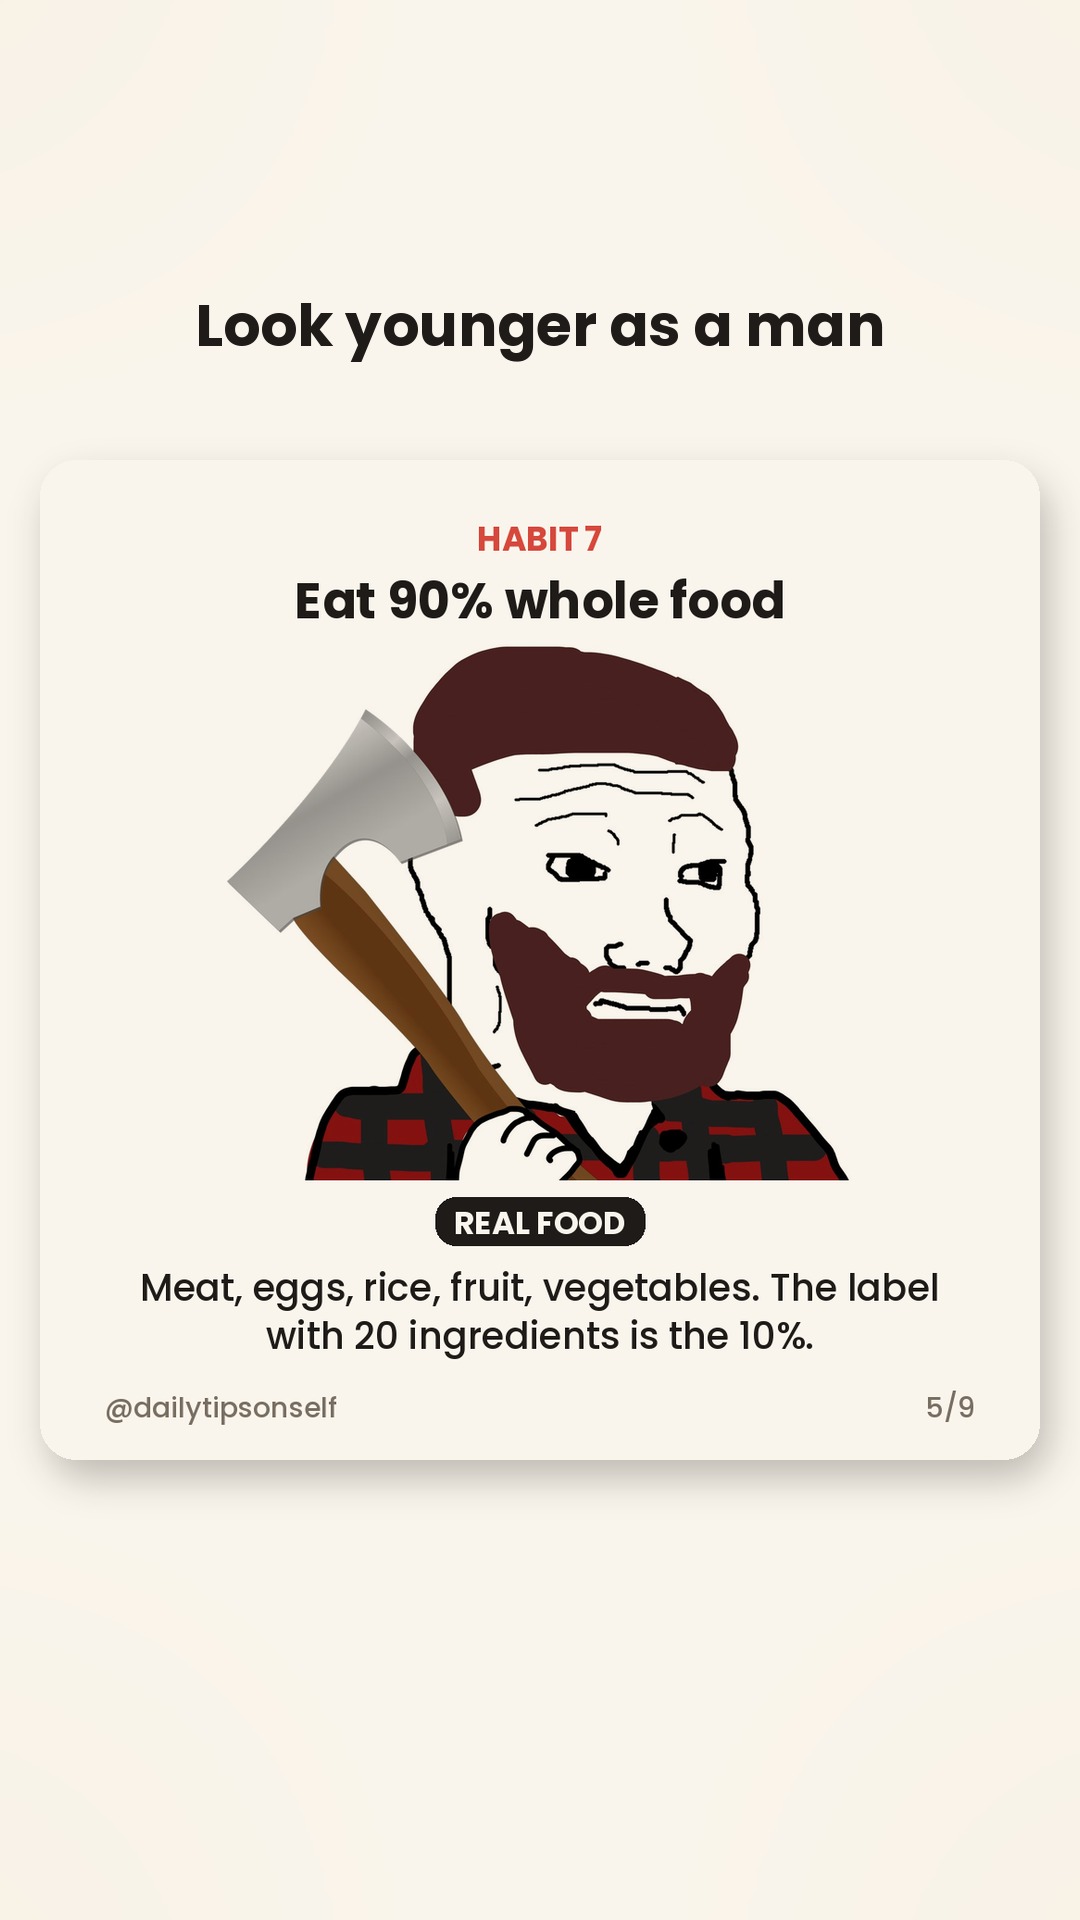 Look younger as a man
HABIT 7
Eat 90% whole food
REAL FOOD
Meat, eggs, rice, fruit, vegetables. The label
with 20 ingredients is the 10%.
@dailytipsonself
5/9